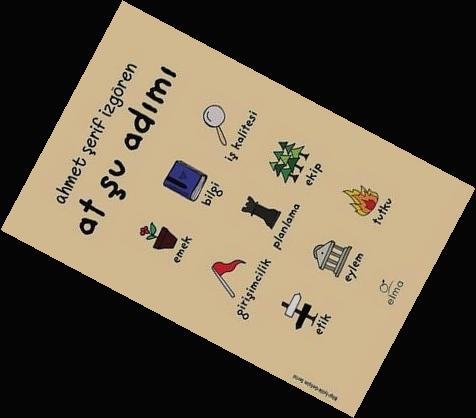 ahmet şerif izgören
at şu adımı
iş kalitesi
bilgi
emek
ekip
planlama
girişimcilik
tutku
eylem
etik
elma